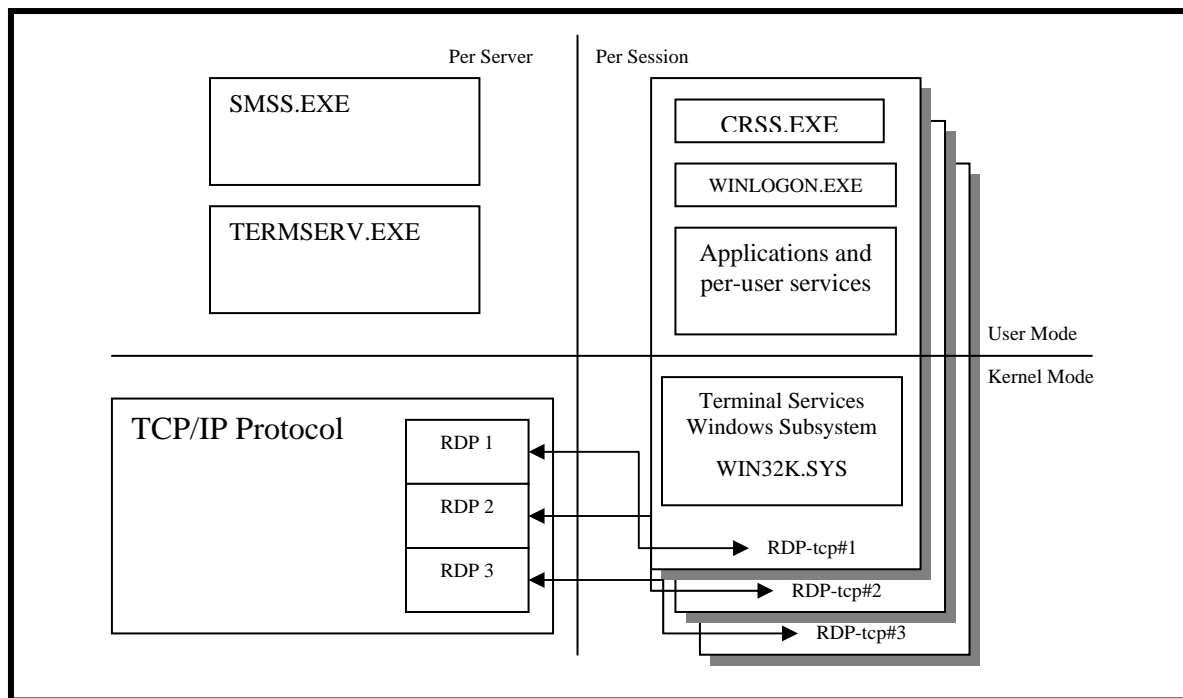 Per Server
Per Session
SMSS.EXE
TERMSERV.EXE
CRSS.EXE
WINLOGON.EXE
Applications and
per-user services
User Mode
Kernel Mode
TCP/IP Protocol
RDP 1
RDP 2
RDP 3
Terminal Services
Windows Subsystem
WIN32K.SYS
RDP-tcp#1
RDP-tcp#2
RDP-tcp#3